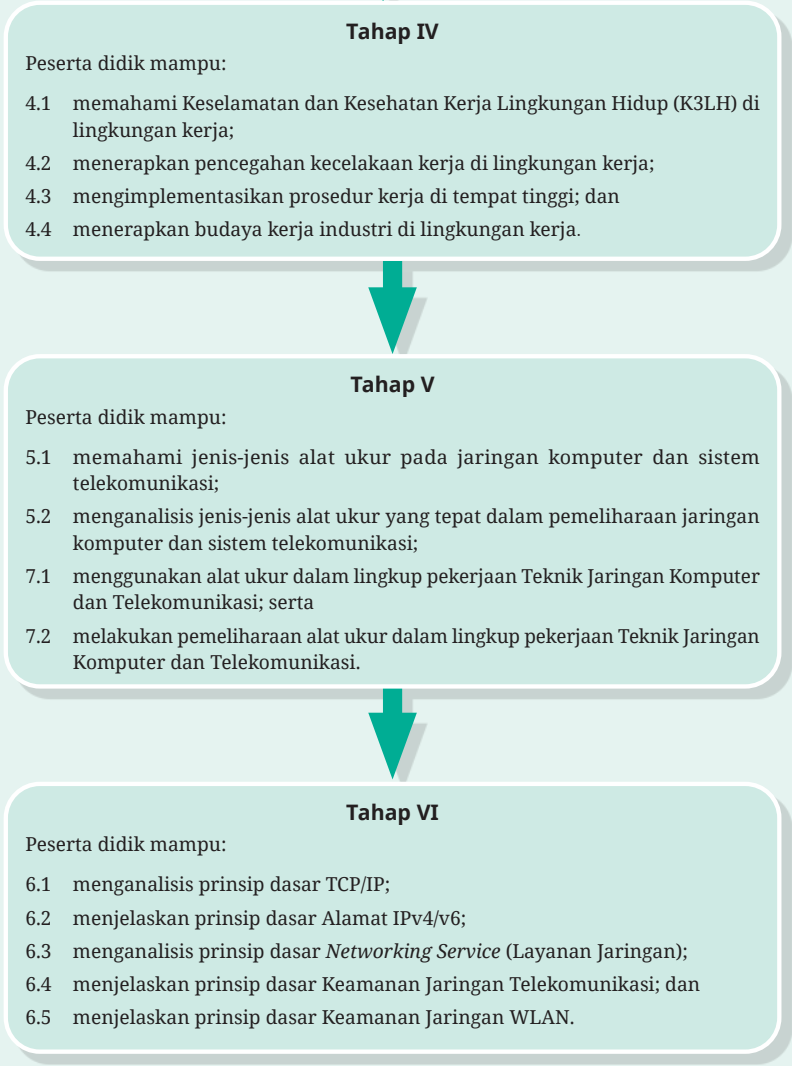 Tahap IV
Peserta didik mampu:
4.1 memahami Keselamatan dan Kesehatan Kerja Lingkungan Hidup (K3LH) di
lingkungan kerja;
4.2 menerapkan pencegahan kecelakaan kerja di lingkungan kerja;
4.3 mengimplementasikan prosedur kerja di tempat tinggi; dan
4.4 menerapkan budaya kerja industri di lingkungan kerja.
Tahap V
Peserta didik mampu:
5.1 memahami jenis-jenis alat ukur pada jaringan komputer dan sistem
telekomunikasi;
5.2 menganalisis jenis-jenis alat ukur yang tepat dalam pemeliharaan jaringan
komputer dan sistem telekomunikasi;
7.1 menggunakan alat ukur dalam lingkup pekerjaan Teknik Jaringan Komputer
dan Telekomunikasi; serta
7.2 melakukan pemeliharaan alat ukur dalam lingkup pekerjaan Teknik Jaringan
Komputer dan Telekomunikasi.
Tahap VI
Peserta didik mampu:
6.1 menganalisis prinsip dasar TCP/IP;
6.2 menjelaskan prinsip dasar Alamat IPv4/v6;
6.3 menganalisis prinsip dasar Networking Service (Layanan Jaringan);
6.4 menjelaskan prinsip dasar Keamanan Jaringan Telekomunikasi; dan
6.5 menjelaskan prinsip dasar Keamanan Jaringan WLAN.